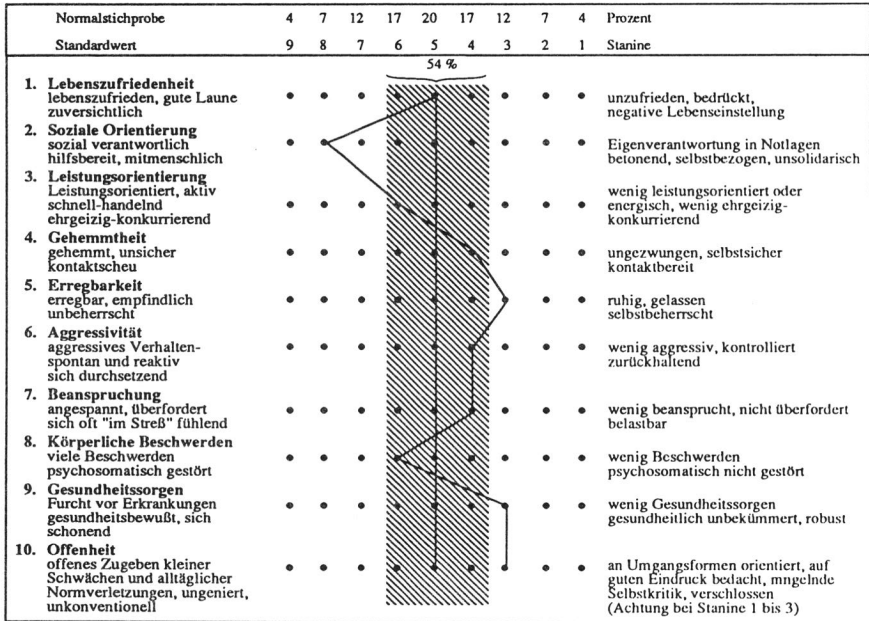 Normalstichprobe 4 7 12 17 20 17 12 7 4 Prozent
Standardwert 9 8 7 6 5 4 3 2 1 Stanine
54 %
1. Lebenszufriedenheit
lebenszufrieden, gute Laune
zuversichtlich
unzufrieden, bedrückt,
negative Lebenseinstellung
2. Soziale Orientierung
sozial verantwortlich
hilfsbereit, mitmenschlich
Eigenverantwortung in Notlagen
betonend, selbstbezogen, unsolidarisch
3. Leistungsorientierung
Leistungsorientiert, aktiv
schnell-handelnd
ehrgeizig-konkurrierend
wenig leistungsorientiert oder
energisch, wenig ehrgeizig-
konkurrierend
4. Gehemmtheit
gehemmt, unsicher
kontaktscheu
ungezwungen, selbstsicher
kontaktbereit
5. Erregbarkeit
erregbar, empfindlich
unbeherrscht
ruhig, gelassen
selbstbeherrscht
6. Aggressivität
aggressives Verhalten-
spontan und reaktiv
sich durchsetzend
wenig aggressiv, kontrolliert
zurückhaltend
7. Beanspruchung
angespannt, überfordert
sich oft "im Streß" fühlend
wenig beansprucht, nicht überfordert
belastbar
8. Körperliche Beschwerden
viele Beschwerden
psychosomatisch gestört
wenig Beschwerden
psychosomatisch nicht gestört
9. Gesundheitssorgen
Furcht vor Erkrankungen
gesundheitsbewußt, sich
schonend
wenig Gesundheitssorgen
gesundheitlich unbekümmert, robust
10. Offenheit
offenes Zugeben kleiner
Schwächen und alltäglicher
Normverletzungen, ungeniert,
unkonventionell
an Umgangsformen orientiert, auf
guten Eindruck bedacht, mngelnde
Selbstkritik, verschlossen
(Achtung bei Stanine 1 bis 3)